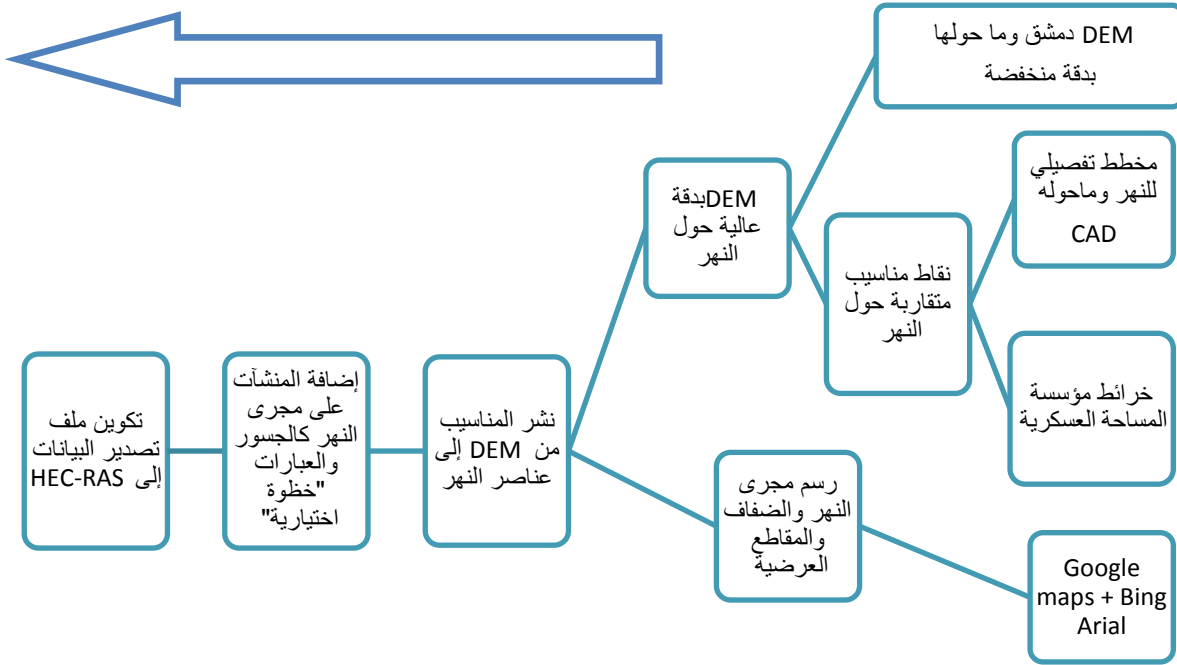 DEM دمشق وما حولها
بدقة منخفضة
مخطط تفصيلي
للنهر وماحوله
CAD
DEMبدقة
عالية حول
النهر
نقاط مناسيب
متقاربة حول
النهر
خرائط مؤسسة
المساحة العسكرية
نشر المناسيب
من DEM إلى
عناصر النهر
إضافة المنشآت
على مجرى
النهر كالجسور
والعبارات
"خظوة
اختيارية"
تكوين ملف
تصدير البيانات
إلى HEC-RAS
رسم مجرى
النهر والضفاف
والمقاطع
العرضية
Google
maps + Bing
Arial